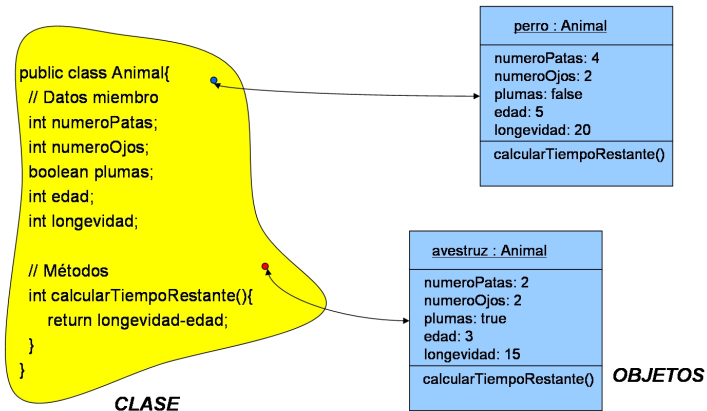 public class Animal{
// Datos miembro
int numeroPatas;
int numeroOjos;
boolean plumas;
int edad;
int longevidad;
// Métodos
int calcularTiempoRestante(){
return longevidad-edad;
}
}
CLASE
perro : Animal
numeroPatas: 4
numeroOjos: 2
plumas: false
edad: 5
longevidad: 20
calcularTiempoRestante()
avestruz : Animal
numeroPatas: 2
numeroOjos: 2
plumas: true
edad: 3
longevidad: 15
calcularTiempoRestante()
OBJETOS